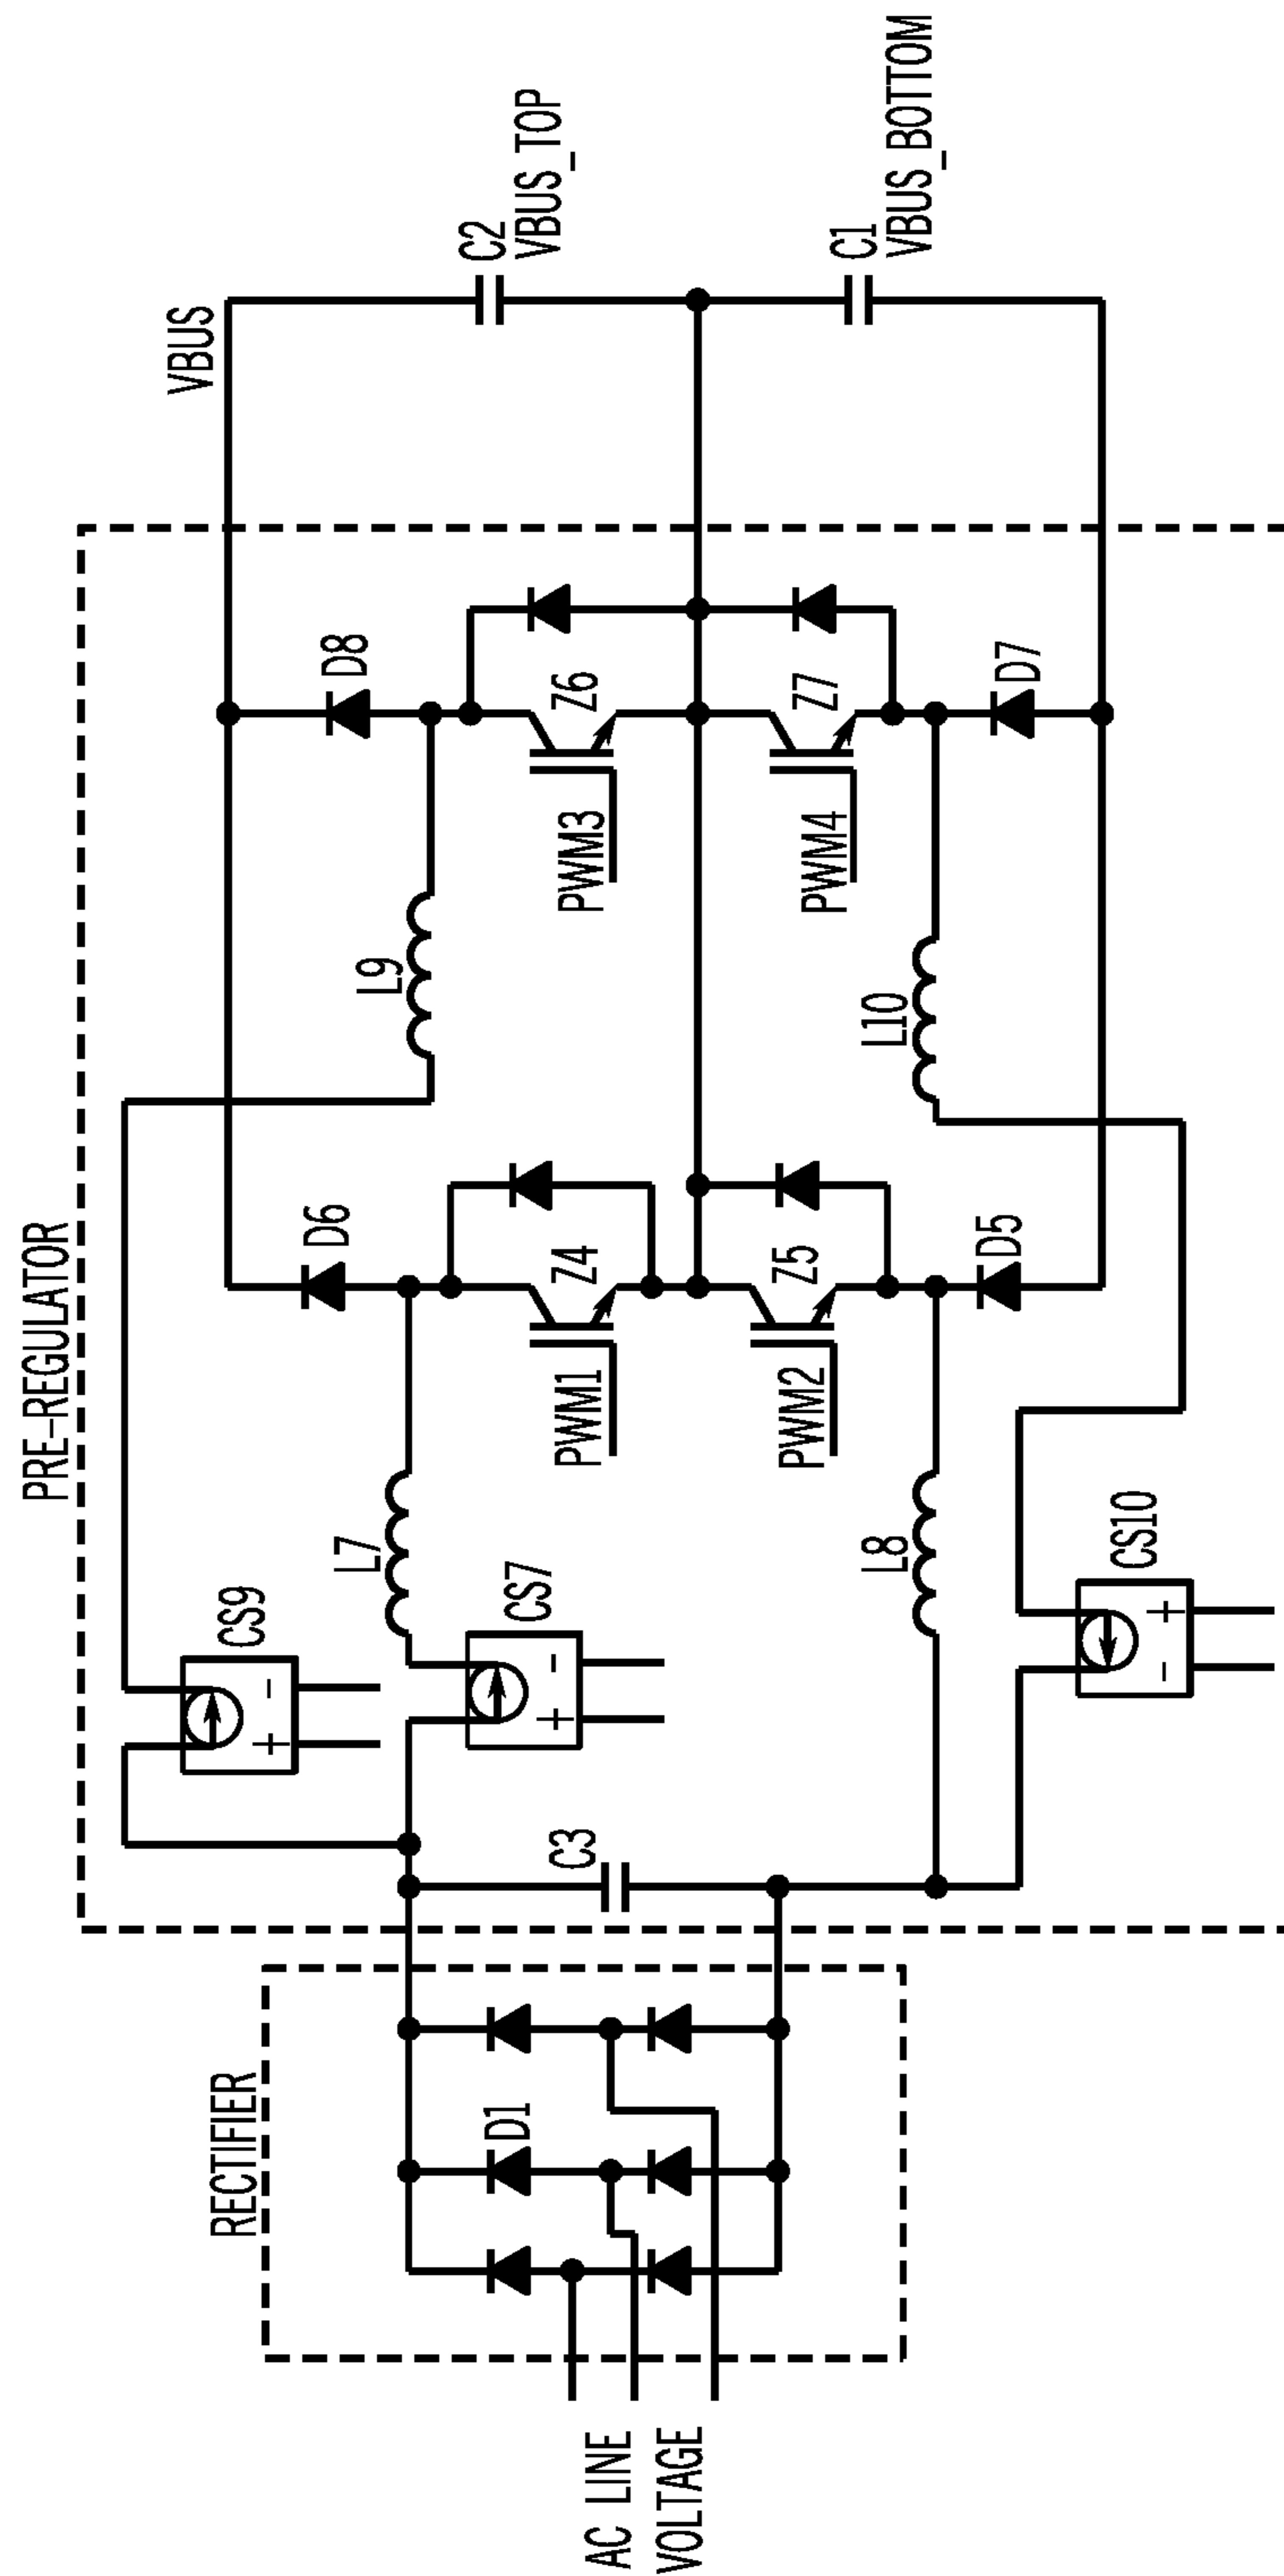 PRE-REGULATOR
VBUS
CS9
D6
D8
L9
C2
VBUS_TOP
RECTIFIER
L7
CS7
D1
C3
PWM1
Z4
PWM3
Z6
AC LINE
VOLTAGE
PWM2
Z5
PWM4
Z7
C1
VBUS_BOTTOM
L8
L10
D5
D7
CS10
+ -
+ -
- +